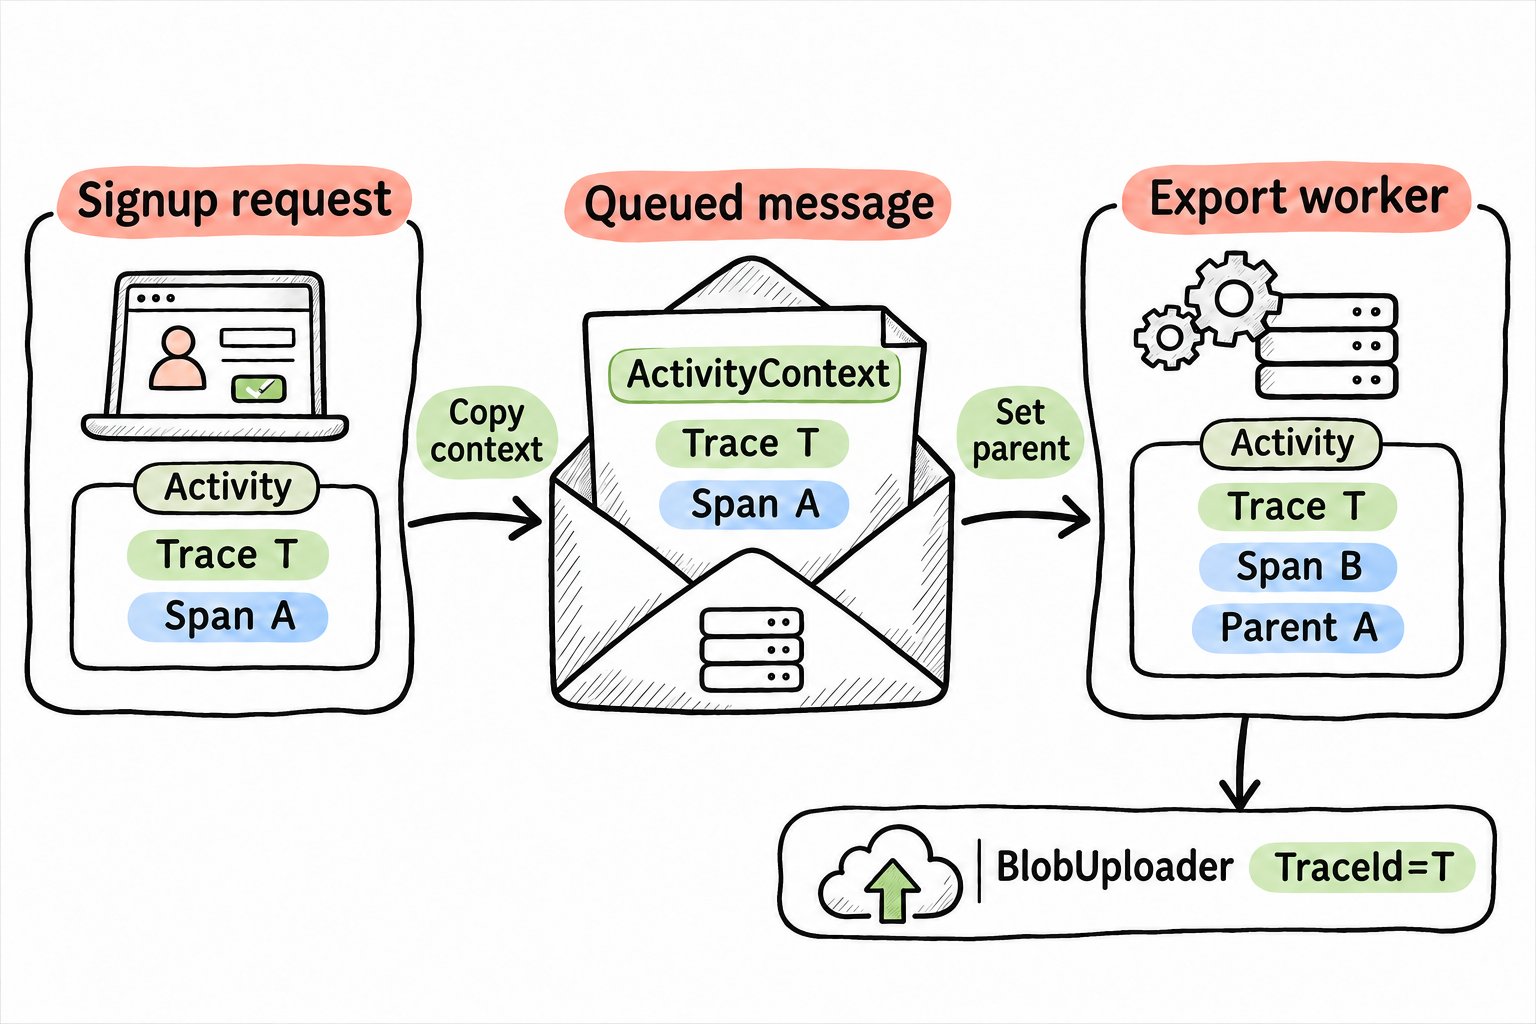 Signup request
Activity
Trace T
Span A
Copy
context
Queued message
ActivityContext
Trace T
Span A
Set
parent
Export worker
Activity
Trace T
Span B
Parent A
BlobUploader TraceId=T